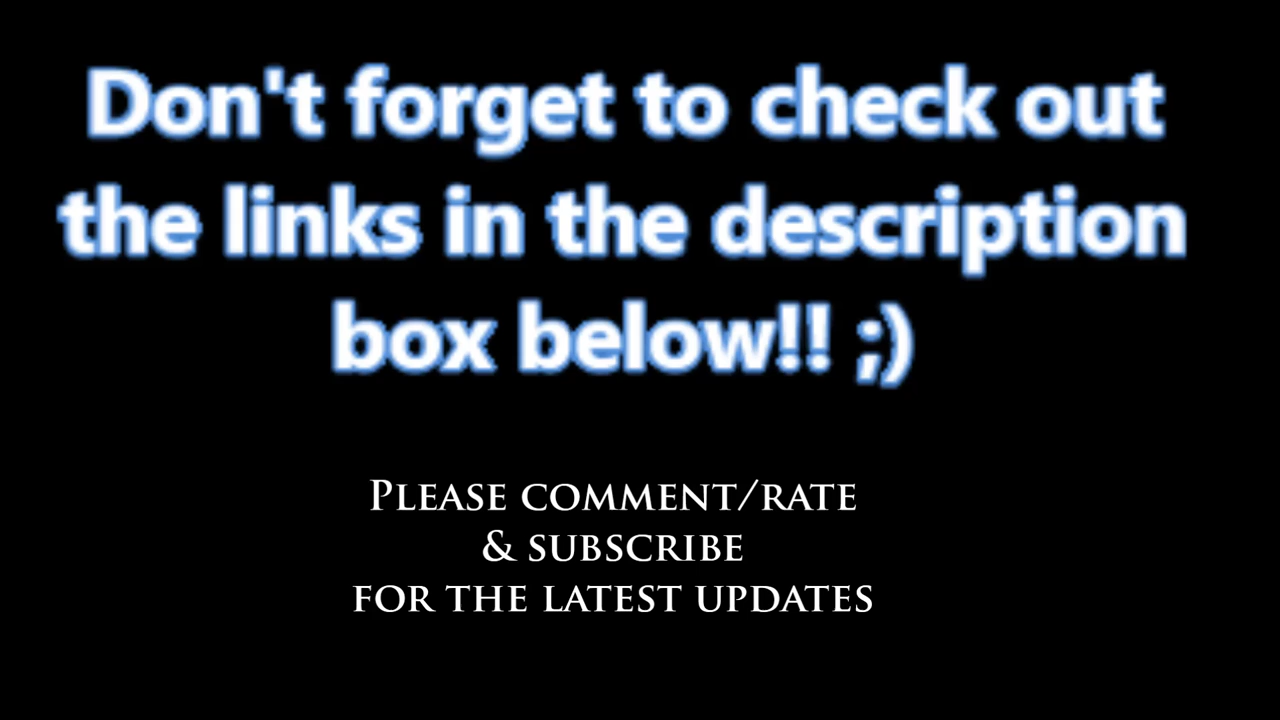 Don't forget to check out
the links in the description
box below!! ;)
Please comment/rate
& subscribe
for the latest updates